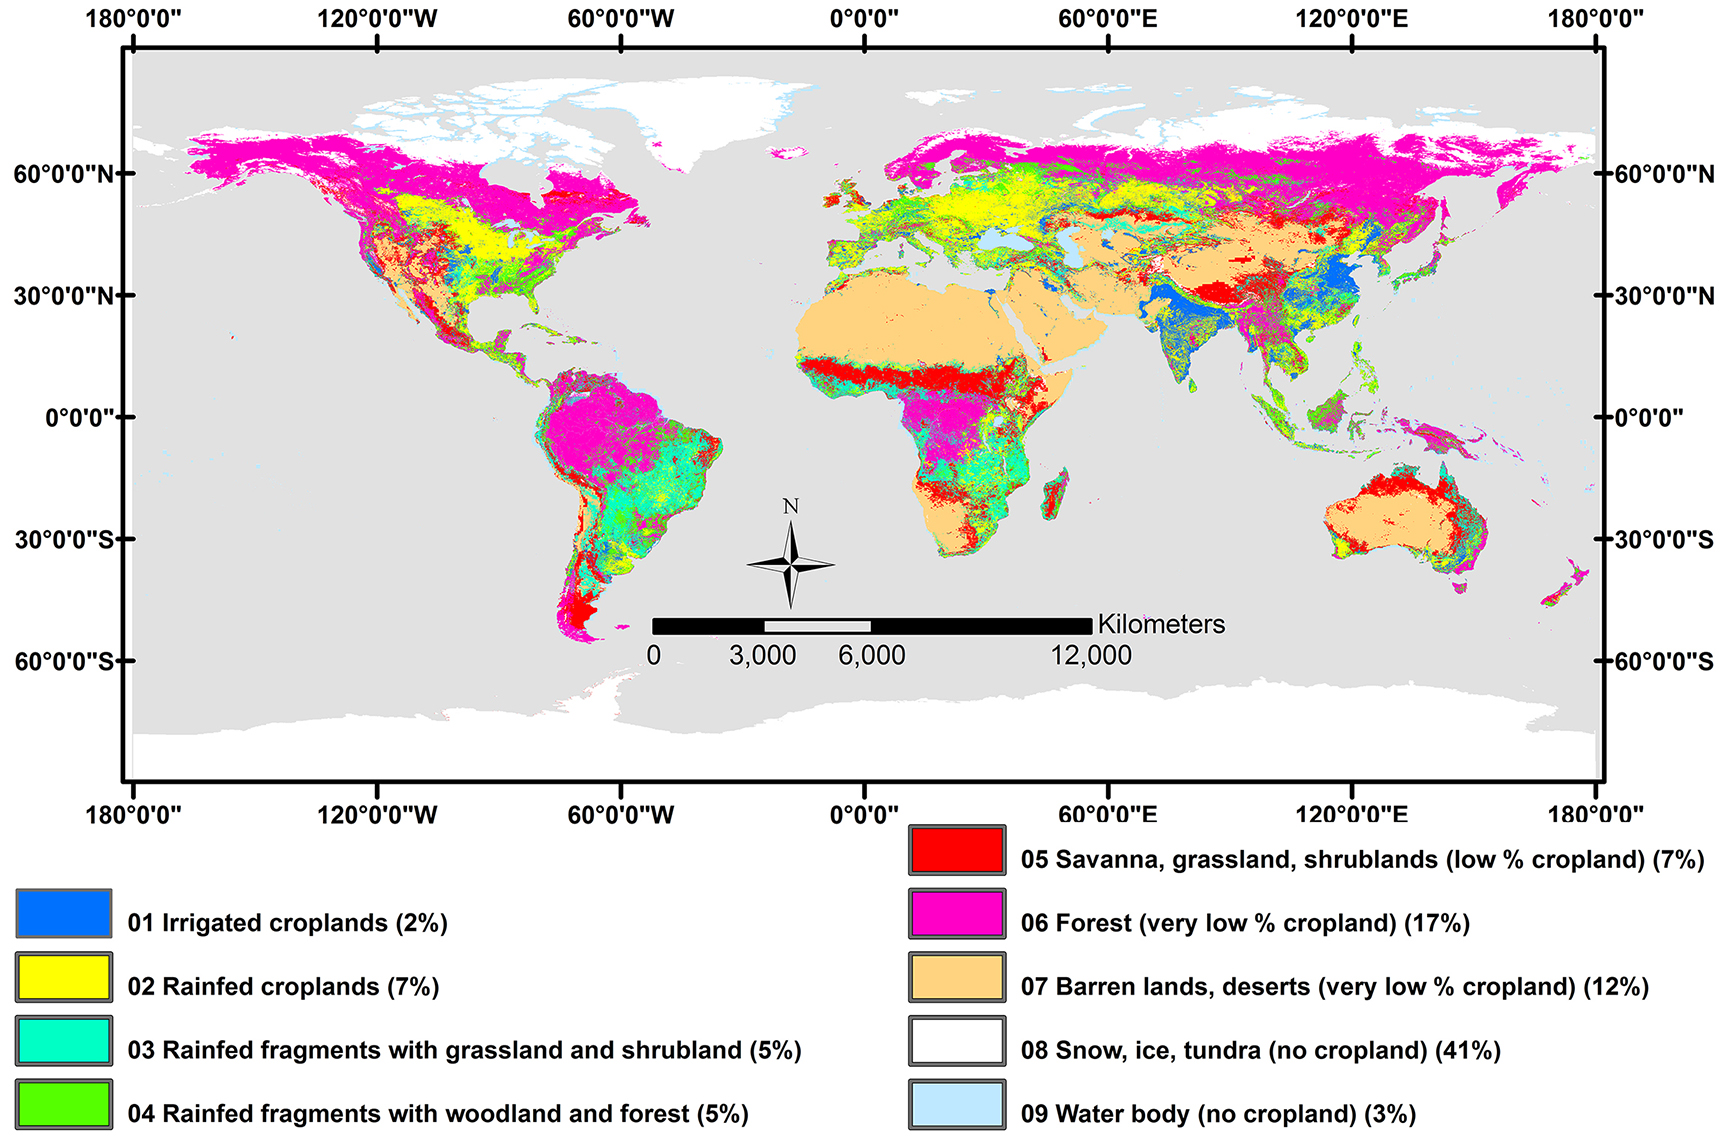 180°0'0" 120°0'0"W 60°0'0"W 0°0'0" 60°0'0"E 120°0'0"E 180°0'0"
60°0'0"N 60°0'0"N
30°0'0"N 30°0'0"N
0°0'0" 0°0'0"
N
30°0'0"S 30°0'0"S
Kilometers
0 3,000 6,000 12,000
60°0'0"S 60°0'0"S
180°0'0" 120°0'0"W 60°0'0"W 0°0'0" 60°0'0"E 120°0'0"E 180°0'0"
01 Irrigated croplands (2%)
02 Rainfed croplands (7%)
03 Rainfed fragments with grassland and shrubland (5%)
04 Rainfed fragments with woodland and forest (5%)
05 Savanna, grassland, shrublands (low % cropland) (7%)
06 Forest (very low % cropland) (17%)
07 Barren lands, deserts (very low % cropland) (12%)
08 Snow, ice, tundra (no cropland) (41%)
09 Water body (no cropland) (3%)